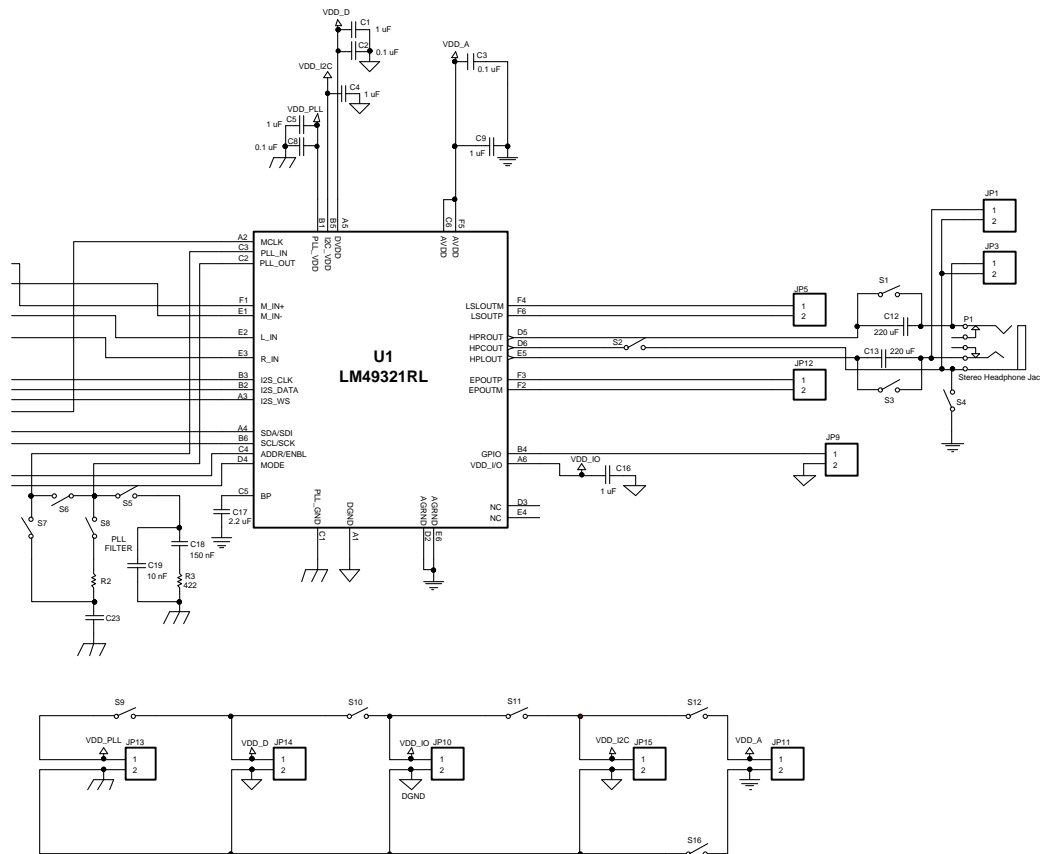 VDD_D
C1
1 uF
C2
0.1 uF
VDD_I2C
C4
1 uF
VDD_PLL
C5
1 uF
C8
0.1 uF
VDD_A
C3
0.1 uF
C9
1 uF
B1
B5
A5
C6
F5
PLL_VDD
I2C_VDD
DVDD
AVDD
AVDD
A2
MCLK
C3
PLL_IN
C2
PLL_OUT
F1
M_IN+
E1
M_IN-
E2
L_IN
E3
R_IN
B3
I2S_CLK
B2
I2S_DATA
A3
I2S_WS
A4
SDA/SDI
B6
SCL/SCK
C4
ADDR/ENBL
D4
MODE
C5
BP
U1
LM49321RL
LSLOUTM
F4
LSOUTP
F6
HPROUT
D5
HPCOUT
D6
HPLOUT
E5
EPOUTP
F3
EPOUTM
F2
GPIO
B4
VDD_I/O
A6
NC
D3
NC
E4
PLL_GND
DGND
AGRND
AGRND
C1
A1
D2
E6
JP1
1
2
JP3
1
2
JP5
1
2
JP12
1
2
JP9
1
2
S1
C12
220 uF
P1
S2
C13
220 uF
S3
S4
Stereo Headphone Jac
VDD_IO
C16
1 uF
C17
2.2 uF
S5
S6
S7
S8
PLL
FILTER
C18
150 nF
C19
10 nF
R2
R3
422
C23
S9
S10
S11
S12
VDD_PLL
JP13
1
2
VDD_D
JP14
1
2
VDD_IO
JP10
1
2
DGND
VDD_I2C
JP15
1
2
VDD_A
JP11
1
2
S16